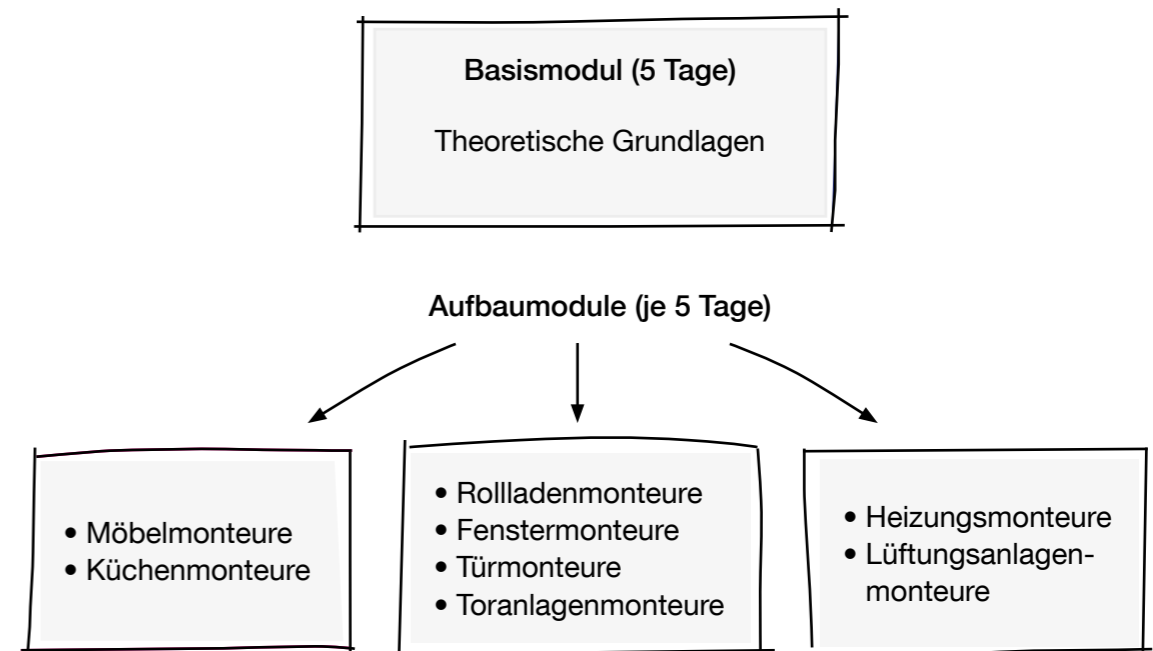 Basismodul (5 Tage)
Theoretische Grundlagen
Aufbaumodule (je 5 Tage)
• Möbelmonteure
• Küchenmonteure
• Rollladenmonteure
• Fenstermonteure
• Türmonteure
• Toranlagenmonteure
• Heizungsmonteure
• Lüftungsanlagen-
monteure